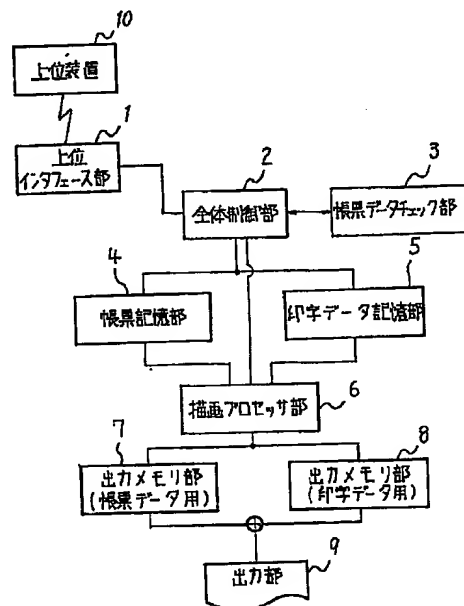 10
上位装置
1
上位
インタフェース部
2
全体制御部
3
帳票データチェック部
4
帳票記憶部
5
印字データ記憶部
描画プロセッサ部
6
7
出力メモリ部
(帳票データ用)
8
出力メモリ部
(印字データ用)
出力部
9